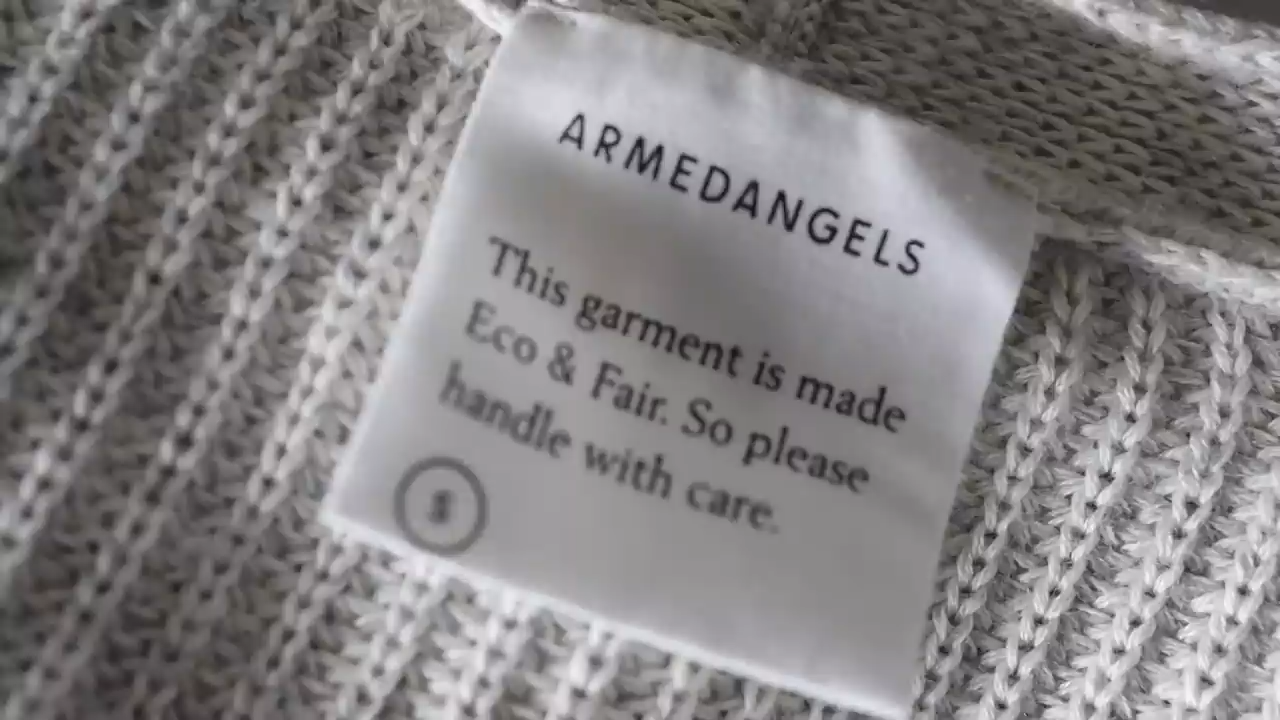 ARMEDANGELS
This garment is made
Eco & Fair. So please
handle with care.
S